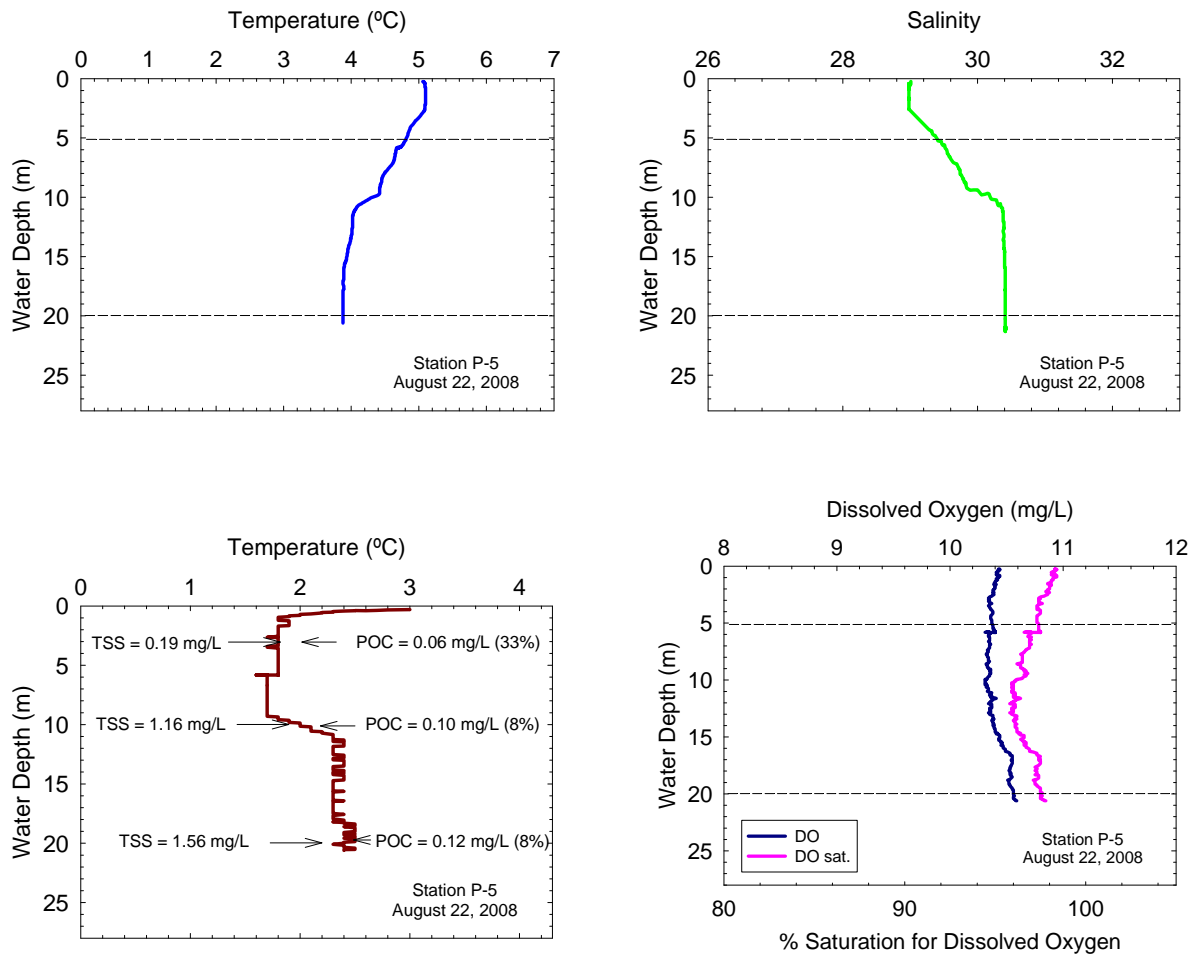 Temperature (ºC)
0 1 2 3 4 5 6 7
0
5
10
15
20
25
Water Depth (m)
Station P-5
August 22, 2008
Salinity
26 28 30 32
0
5
10
15
20
25
Water Depth (m)
Station P-5
August 22, 2008
Temperature (ºC)
0 1 2 3 4
0
5
10
15
20
25
Water Depth (m)
TSS = 0.19 mg/L POC = 0.06 mg/L (33%)
TSS = 1.16 mg/L POC = 0.10 mg/L (8%)
TSS = 1.56 mg/L POC = 0.12 mg/L (8%)
Station P-5
August 22, 2008
Dissolved Oxygen (mg/L)
8 9 10 11 12
0
5
10
15
20
25
Water Depth (m)
DO
DO sat.
Station P-5
August 22, 2008
80 90 100
% Saturation for Dissolved Oxygen